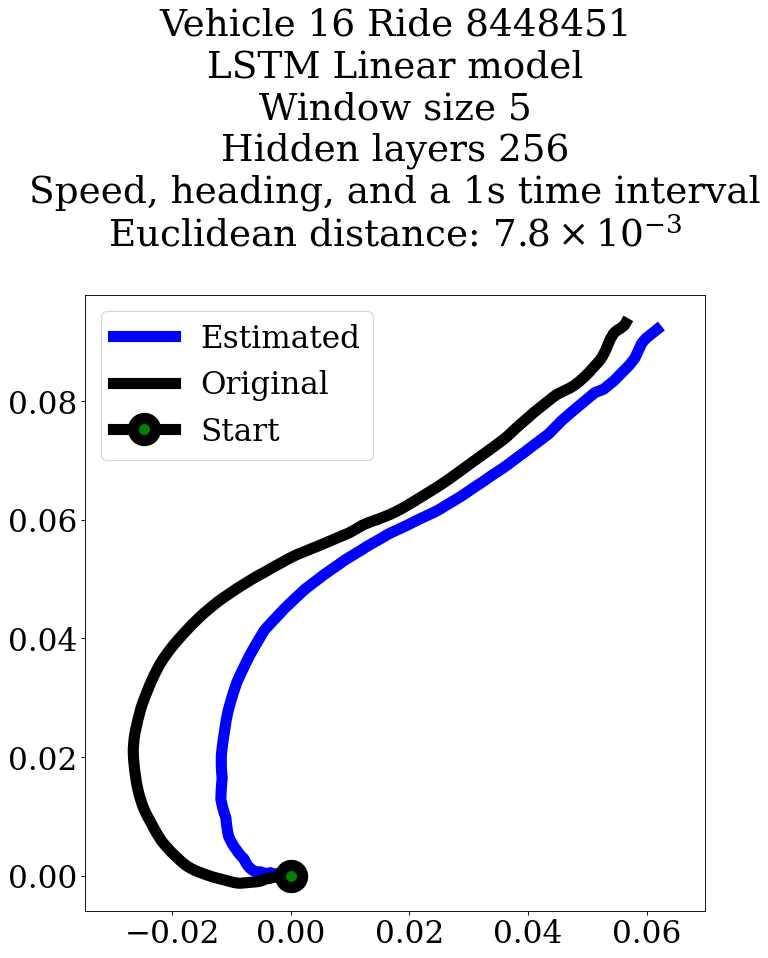 Vehicle 16 Ride 8448451
LSTM Linear model
Window size 5
Hidden layers 256
Speed, heading, and a 1s time interval
Euclidean distance: 7.8 × 10⁻³
Estimated
Original
Start
0.08
0.06
0.04
0.02
0.00
−0.02 0.00 0.02 0.04 0.06